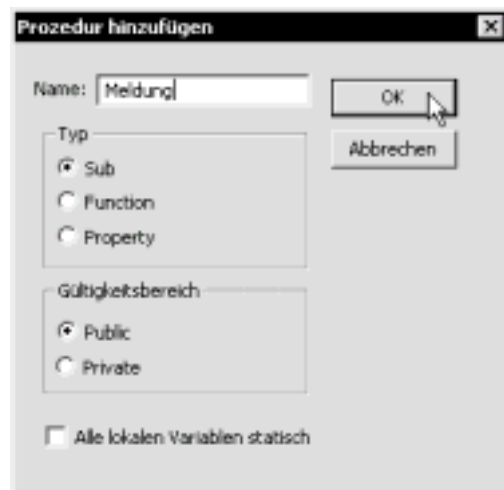 Prozedur hinzufügen
Name: Meldung
OK
Abbrechen
Typ
Sub
Function
Property
Gültigkeitsbereich
Public
Private
Alle lokalen Variablen statisch